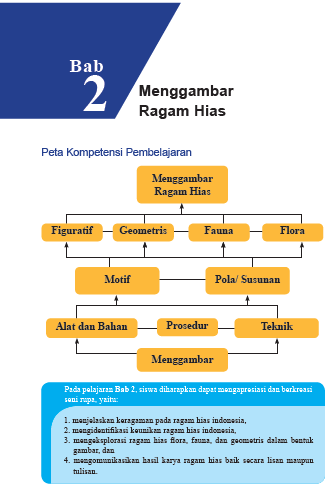 Bab
2
Menggambar
Ragam Hias
Peta Kompetensi Pembelajaran
Menggambar
Ragam Hias
Figuratif
Geometris
Fauna
Flora
Motif
Pola/ Susunan
Alat dan Bahan
Prosedur
Teknik
Menggambar
Pada pelajaran Bab 2, siswa diharapkan dapat mengapresiasi dan berkreasi
seni rupa, yaitu:
1. menjelaskan keragaman pada ragam hias indonesia,
2. mengidentifikasi keunikan ragam hias indonesia,
3. mengeksplorasi ragam hias flora, fauna, dan geometris dalam bentuk
gambar, dan
4. mengomunikasikan hasil karya ragam hias baik secara lisan maupun
tulisan.